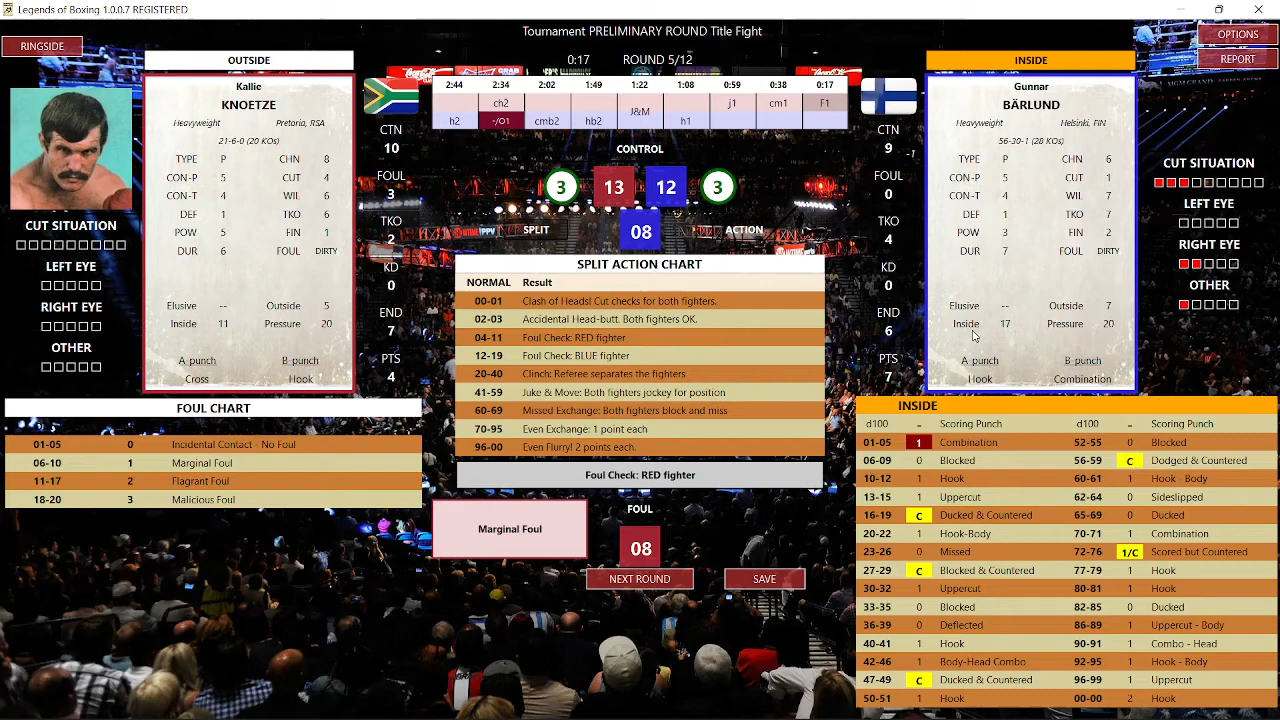 Legends of Boxing 1.0.0.7 REGISTERED
Tournament PRELIMINARY ROUND Title Fight
OPTIONS
RINGSIDE
0:17 ROUND 5/12
REPORT
OUTSIDE
Kallie
KNOETZE
Heavyweight Pretoria, RSA
21-6-0 (20 KOs)
TYPE P CHN 8
CON-P 5 CUT 4
CON-T 4 WIL 6
DEF 1 TKO 6
POW 5 FIN 1
DUR 7 FOUL DIRTY
Elusive -- Outside 5
Inside 11 Pressure 20
A-punch B-punch
Cross Hook
CUT SITUATION
LEFT EYE
RIGHT EYE
OTHER
CTN
10
FOUL
3
TKO
2
KD
0
END
7
PTS
4
2:44 2:34 2:02 1:49 1:22 1:08 0:59 0:38 0:17
ch2 J&M j1 cm1 F1
h2 -/O1 cmb2 hb2 h1
CONTROL
3 13 12 3
SPLIT 08 ACTION
SPLIT ACTION CHART
NORMAL Result
00-01 Clash of Heads! Cut checks for both fighters.
02-03 Accidental Head-butt. Both fighters OK.
04-11 Foul Check: RED fighter
12-19 Foul Check: BLUE fighter
20-40 Clinch: Referee separates the fighters
41-59 Juke & Move: Both fighters jockey for position
60-69 Missed Exchange: Both fighters block and miss
70-95 Even Exchange: 1 point each
96-00 Even Flurry! 2 points each.
Foul Check: RED fighter
FOUL
Marginal Foul
08
NEXT ROUND SAVE
FOUL CHART
01-05 0 Incidental Contact - No Foul
06-10 1 Marginal Foul
11-17 2 Flagrant Foul
18-20 3 Malicious Foul
INSIDE
Gunnar
BÄRLUND
Heavyweight Helsinki, FIN
56-30-1 (28 KOs)
TYPE P CHN 6
CON-P 5 CUT 1
CON-T 4 WIL 7
DEF 1 TKO 7
POW 2 FIN 2
DUR 7 FOUL DIRTY
Elusive -- Outside 7
Inside 17 Pressure 20
A-punch B-punch
Hook Combination
CTN
9
-1
FOUL
0
TKO
4
KD
0
END
6
PTS
7
CUT SITUATION
LEFT EYE
RIGHT EYE
OTHER
INSIDE
d100 - Scoring Punch d100 - Scoring Punch
01-05 1 Combination 52-55 0 Blocked
06-09 0 Blocked 56-59 C Dodged & Countered
10-12 1 Hook 60-61 1 Hook - Body
13-15 1 Uppercut 62-64 0 Sideslipped
16-19 C Ducked & Countered 65-69 0 Ducked
20-22 1 Hook-Body 70-71 1 Combination
23-26 0 Missed 72-76 1/C Scored but Countered
27-29 C Blocked & Countered 77-79 1 Hook
30-32 1 Uppercut 80-81 1 Hook
33-35 0 Blocked 82-85 0 Ducked
36-39 0 Deflected 86-89 1 Uppercut - Body
40-41 1 Hook 90-91 1 Combo - Head
42-46 1 Body-Head Combo 92-95 1 Hook - Body
47-49 C Ducked & Countered 96-99 1 Uppercut
50-51 1 Hook 00-00 2 Hook